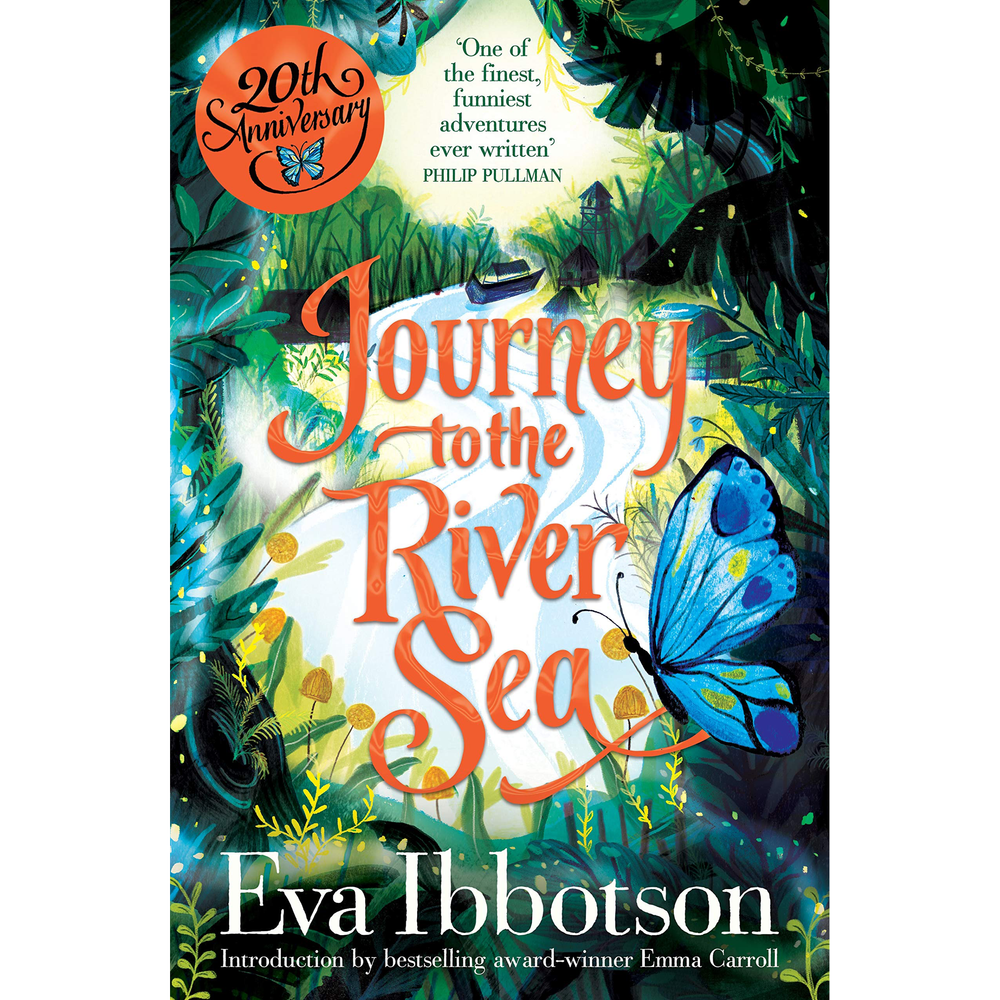 20th
Anniversary
‘One of
the finest,
funniest
adventures
ever written’
PHILIP PULLMAN
Journey
to the
River
Sea
Eva Ibbotson
Introduction by bestselling award-winner Emma Carroll